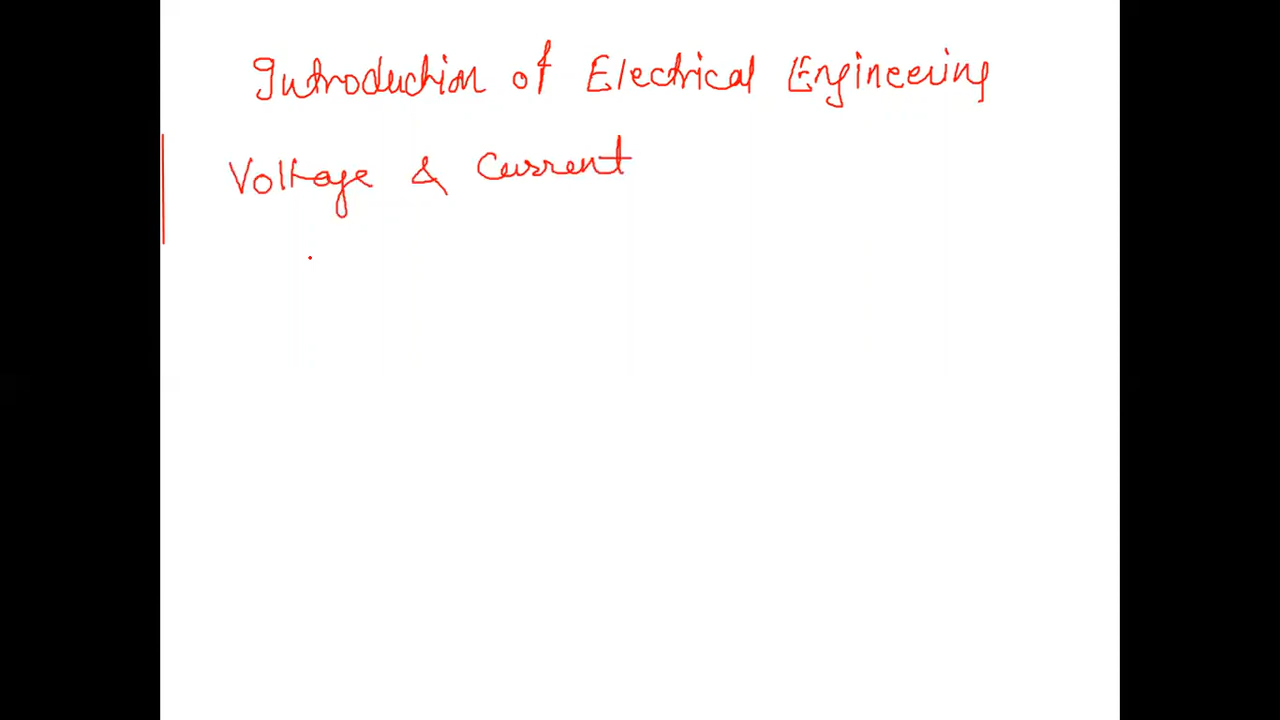 Introduction of Electrical Engineering
Voltage & Current